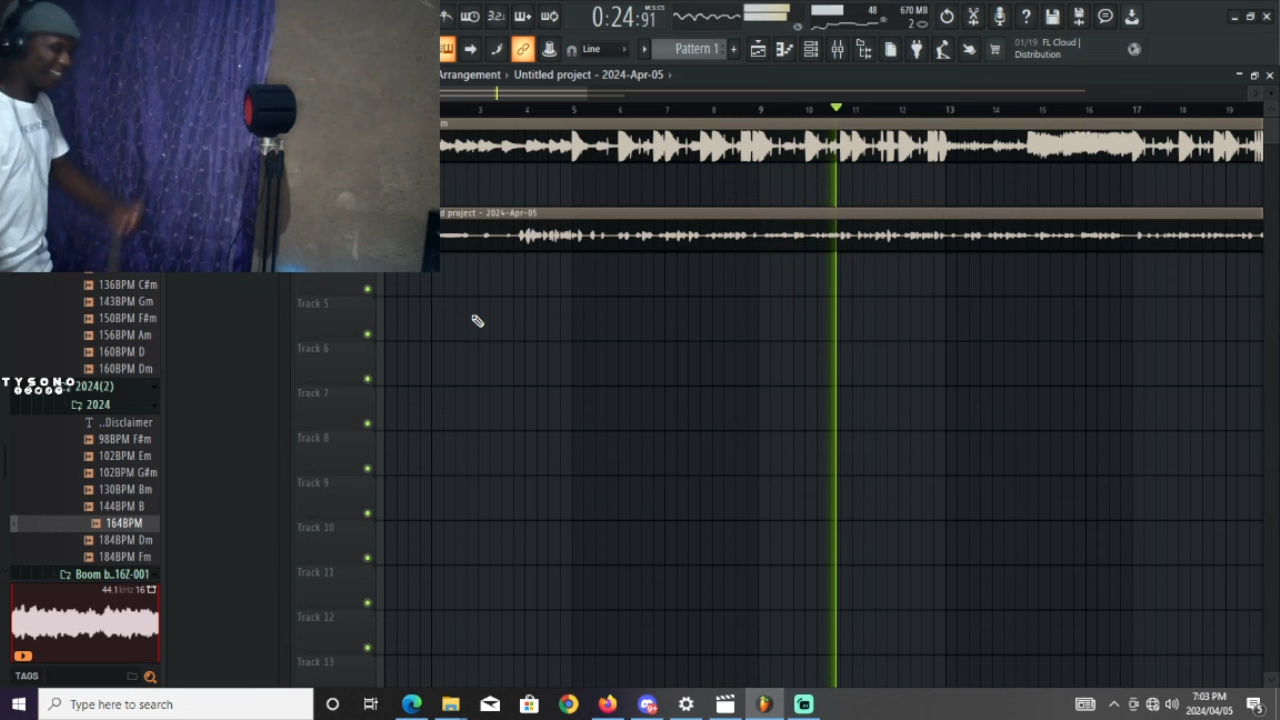 3.2:
0:24:91
M:S:CS
48
670 MB
2
Line
Pattern 1
01/19 FL Cloud |
Distribution
Arrangement › Untitled project - 2024-Apr-05
3 4 5 6 7 8 9 10 11 12 13 14 15 16 17 18 19
d project - 2024-Apr-05
136BPM C#m
143BPM Gm
150BPM F#m
156BPM Am
160BPM D
160BPM Dm
TYSONO
2024(2)
2024
..Disclaimer
98BPM F#m
102BPM Em
102BPM G#m
130BPM Bm
144BPM B
164BPM
184BPM Dm
184BPM Fm
Boom b..16Z-001
44.1kHz 16
TAGS
Track 5
Track 6
Track 7
Track 8
Track 9
Track 10
Track 11
Track 12
Track 13
Type here to search
7:03 PM
2024/04/05
5